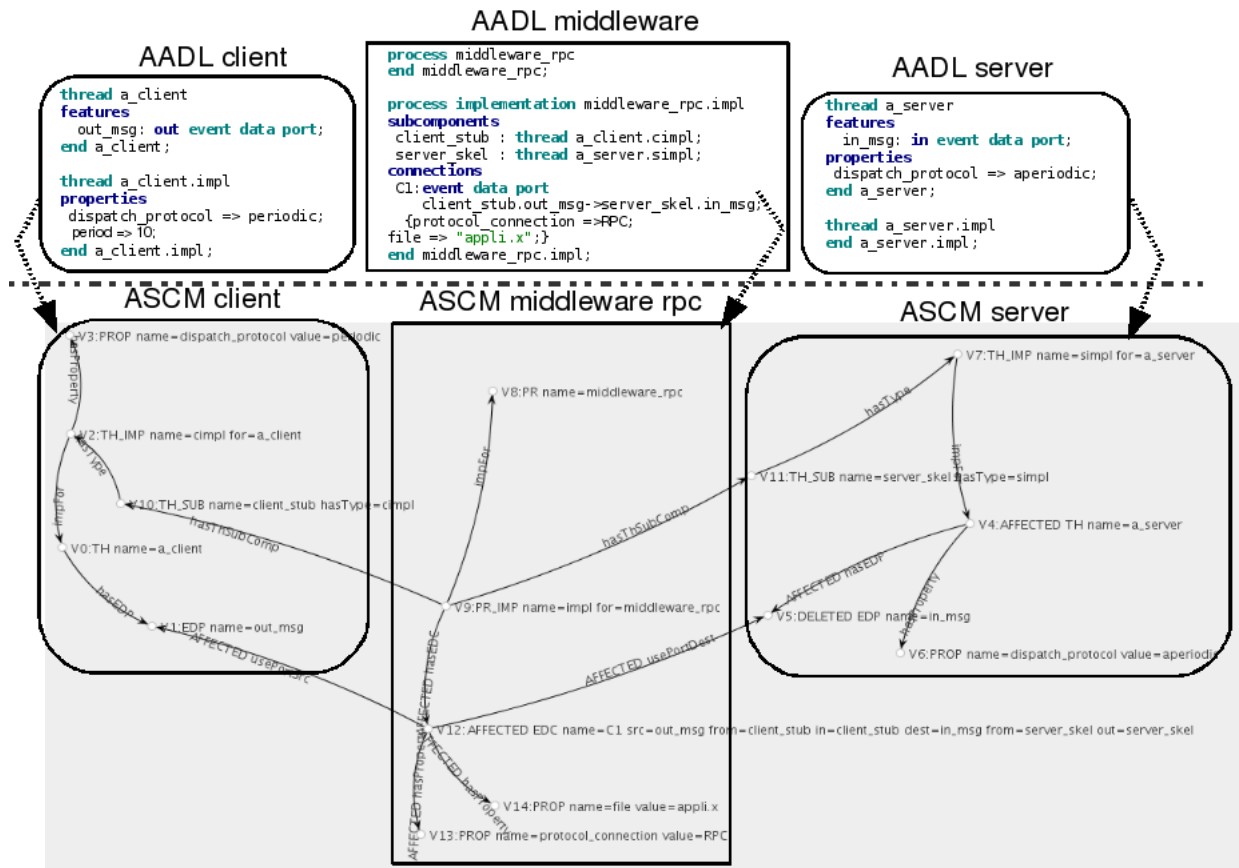 AADL client
thread a_client
features
out_msg: out event data port;
end a_client;
thread a_client.impl
properties
dispatch_protocol => periodic;
period => 10;
end a_client.impl;
AADL middleware
process middleware_rpc
end middleware_rpc;
process implementation middleware_rpc.impl
subcomponents
client_stub : thread a_client.cimpl;
server_skel : thread a_server.simpl;
connections
C1:event data port
client_stub.out_msg->server_skel.in_msg;
{protocol_connection =>RPC;
file => "appli.x";}
end middleware_rpc.impl;
AADL server
thread a_server
features
in_msg: in event data port;
properties
dispatch_protocol => aperiodic;
end a_server;
thread a_server.impl
end a_server.impl;
ASCM client
V3:PROP name=dispatch_protocol value=periodic
hasProperty
V2:TH_IMP name=cimpl for=a_client
hasType
V10:TH_SUB name=client_stub hasType=cimpl
impFor
V0:TH name=a_client
hasEDP
V1:EDP name=out_msg
ASCM middleware rpc
V8:PR name=middleware_rpc
impFor
hasThSubComp
hasThSubComp
V9:PR_IMP name=impl for=middleware_rpc
AFFECTED usePortSrc
AFFECTED hasEDC
AFFECTED usePortDest
V12:AFFECTED EDC name=C1 src=out_msg from=client_stub in=client_stub dest=in_msg from=server_skel out=server_skel
AFFECTED hasProperty
AFFECTED hasProperty
V14:PROP name=file value=appli.x
V13:PROP name=protocol_connection value=RPC
ASCM server
V7:TH_IMP name=simpl for=a_server
hasType
impFor
V11:TH_SUB name=server_skel hasType=simpl
V4:AFFECTED TH name=a_server
AFFECTED hasEDP
hasProperty
V5:DELETED EDP name=in_msg
V6:PROP name=dispatch_protocol value=aperiodic